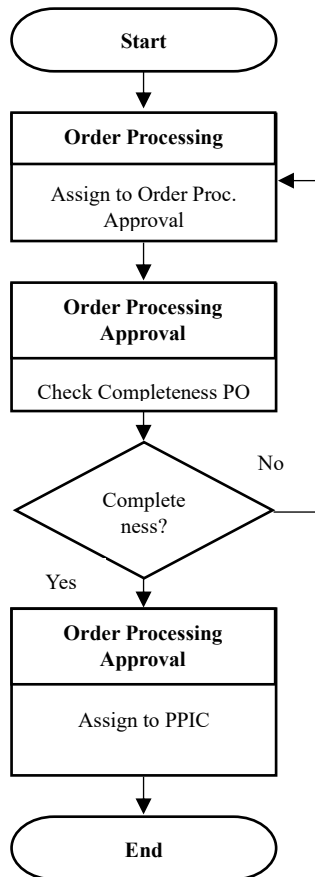 Start
Order Processing
Assign to Order Proc.
Approval
Order Processing
Approval
Check Completeness PO
No
Complete
ness?
Yes
Order Processing
Approval
Assign to PPIC
End